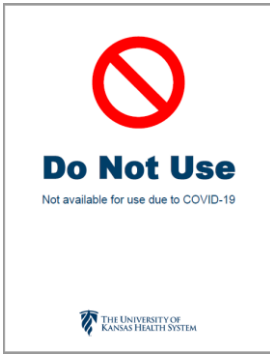 Do Not Use
Not available for use due to COVID-19
THE UNIVERSITY OF
KANSAS HEALTH SYSTEM